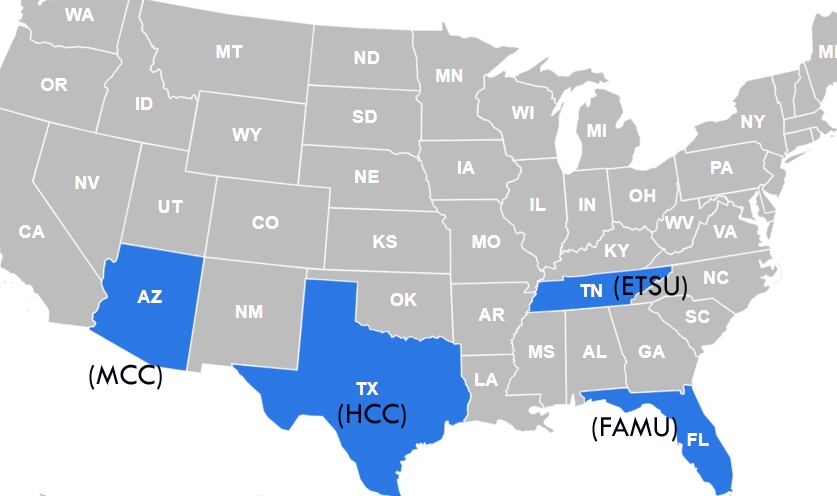 WA
MT
ND
MN
ME
OR
ID
SD
WI
MI
NY
WY
NV
UT
NE
IA
PA
CO
IL
IN
OH
CA
KS
MO
WV
VA
KY
AZ
NM
OK
AR
TN (ETSU)
NC
SC
(MCC)
TX
(HCC)
LA
MS
AL
GA
(FAMU)
FL